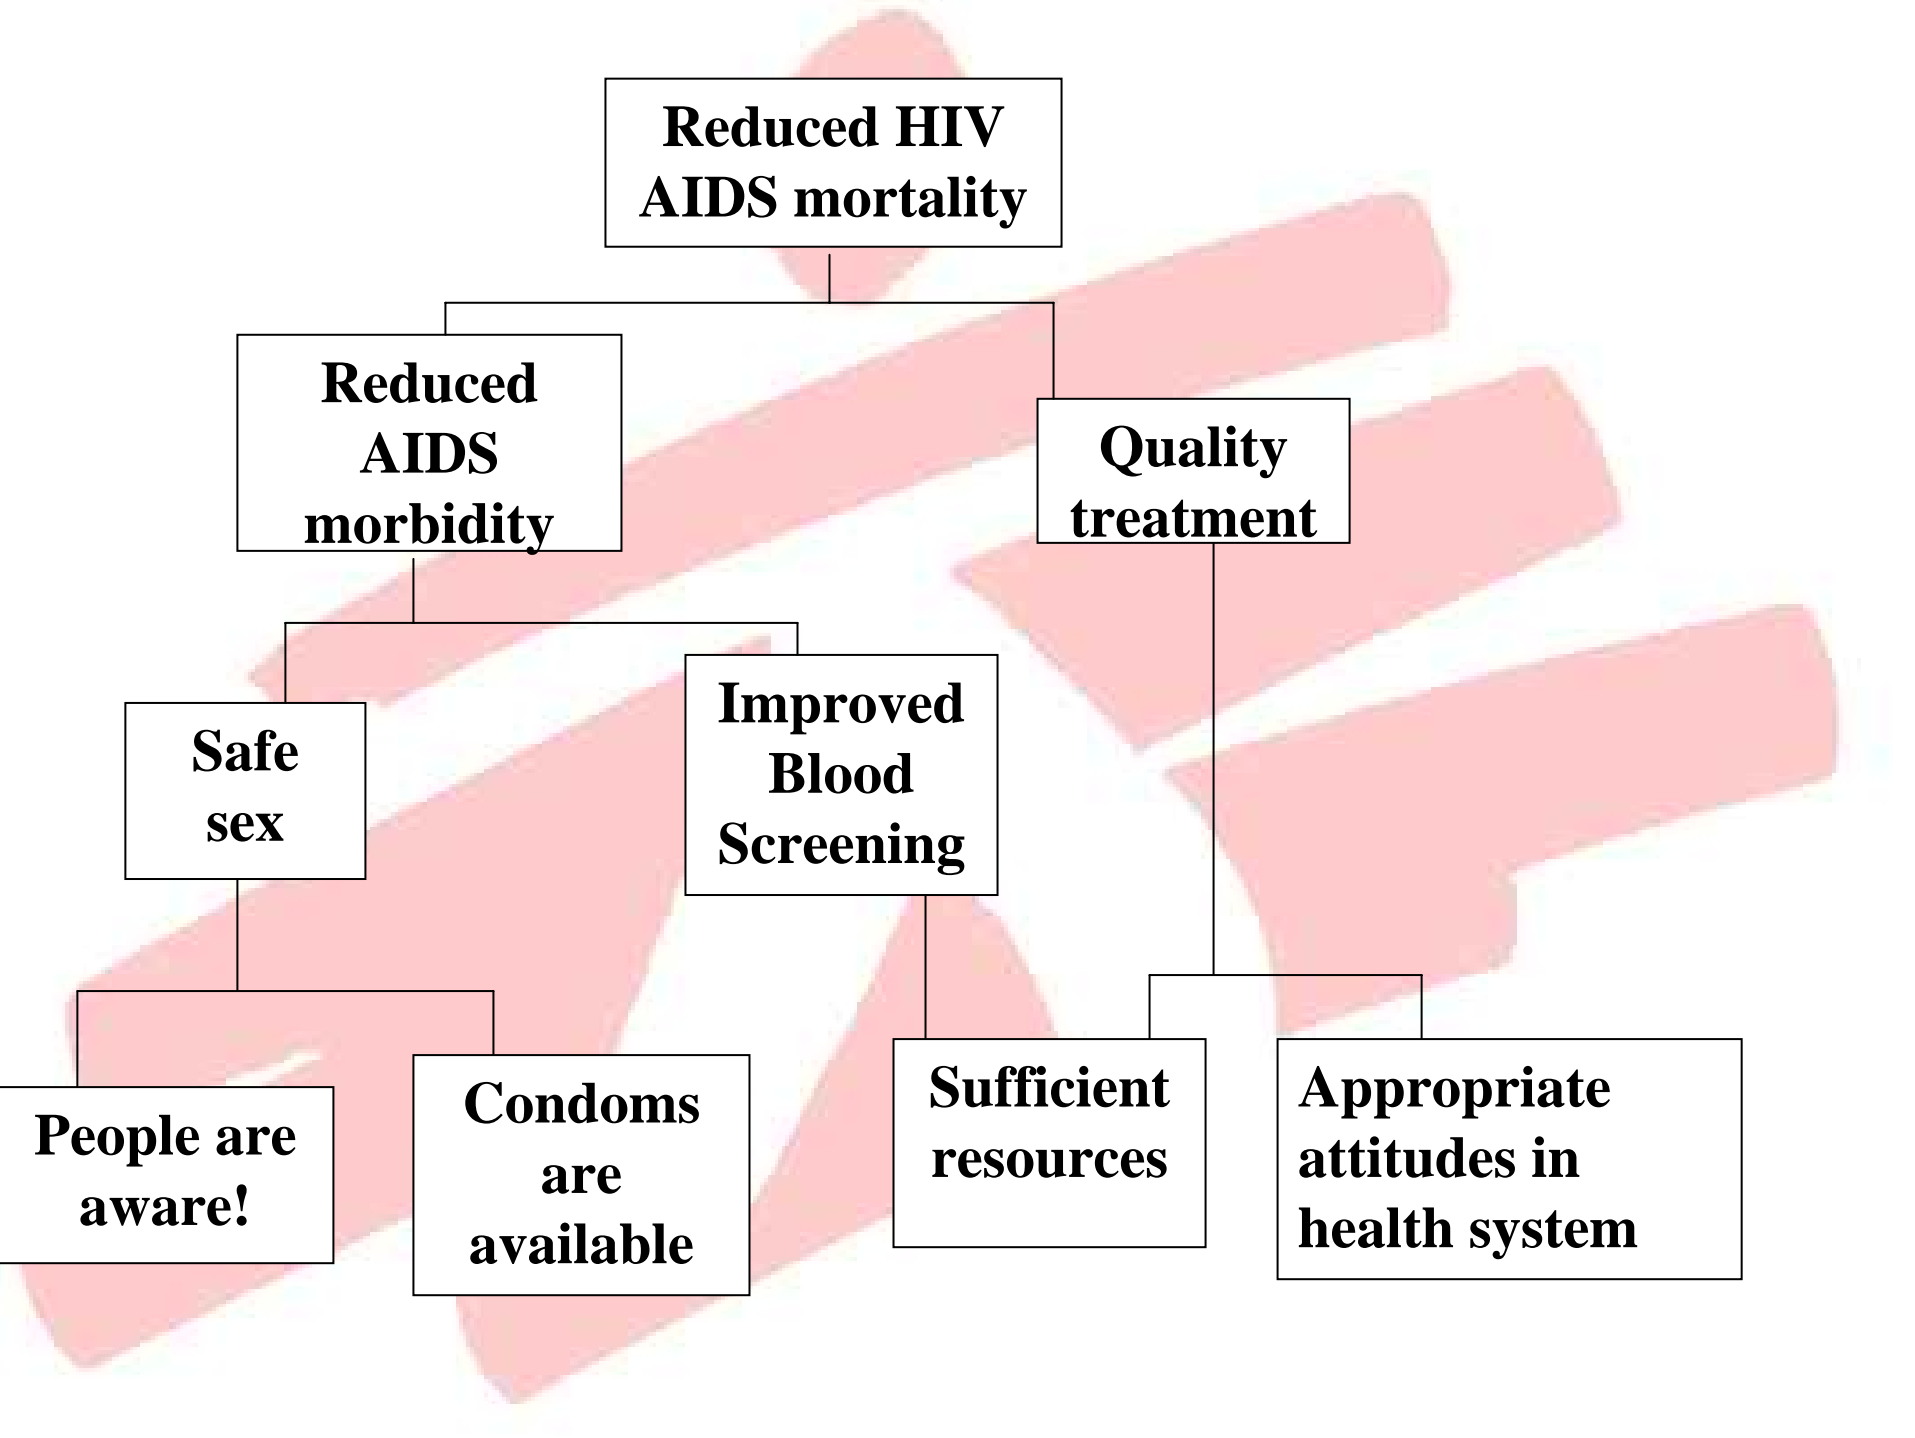 Reduced HIV
AIDS mortality
Reduced
AIDS
morbidity
Quality
treatment
Safe
sex
Improved
Blood
Screening
People are
aware!
Condoms
are
available
Sufficient
resources
Appropriate
attitudes in
health system